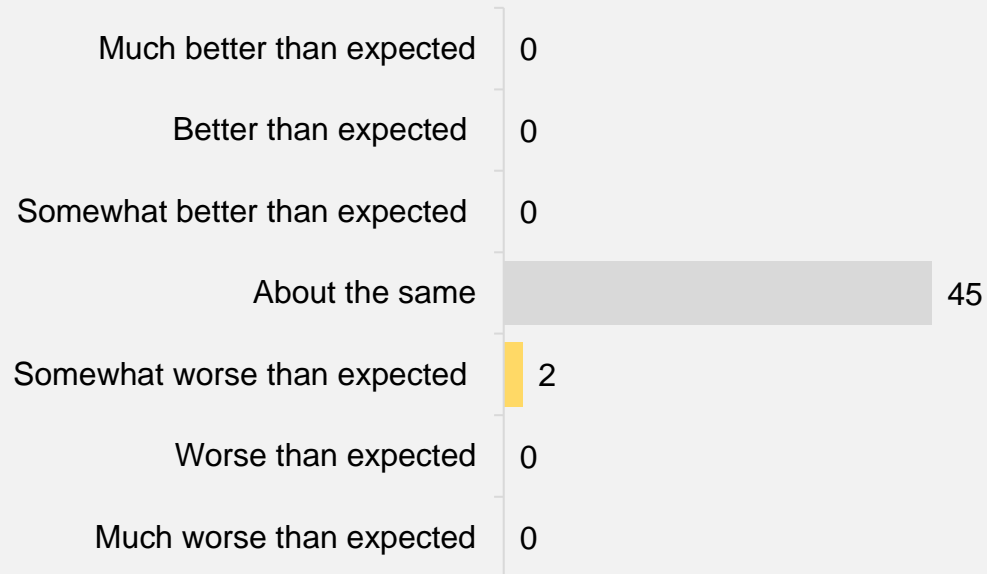 Much better than expected 0
Better than expected 0
Somewhat better than expected 0
About the same 45
Somewhat worse than expected 2
Worse than expected 0
Much worse than expected 0